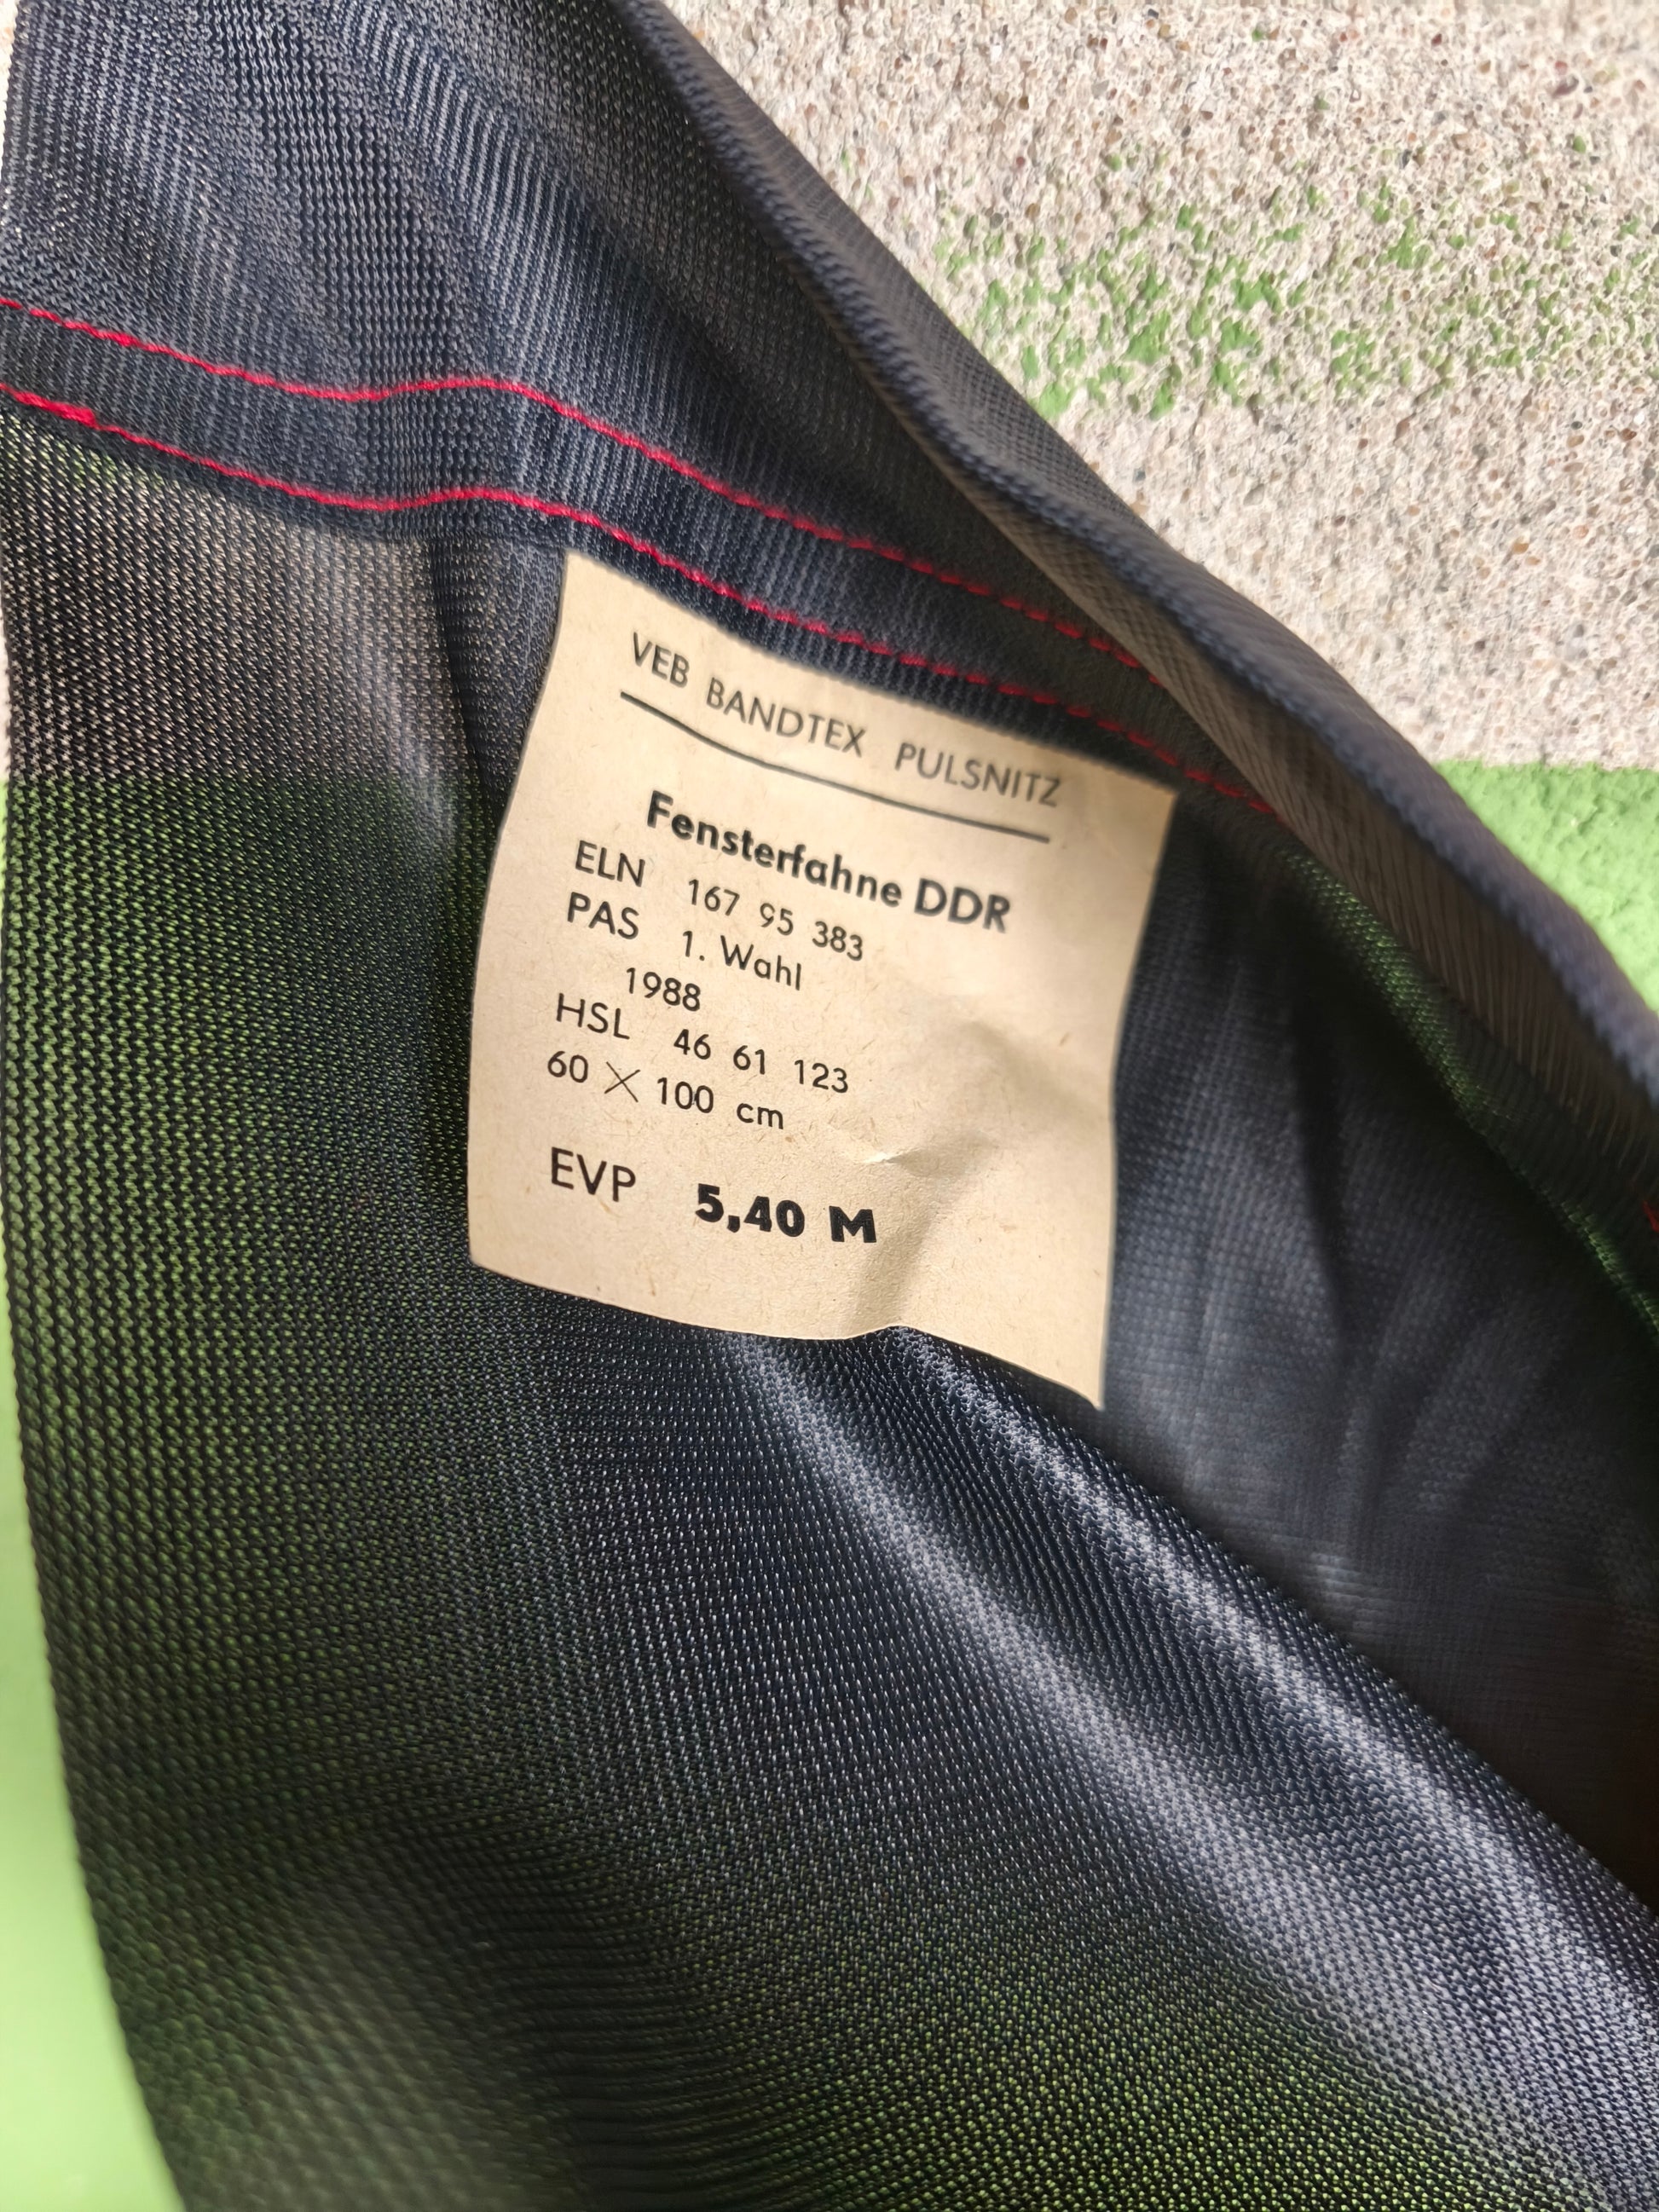 VEB BANDTEX PULSNITZ
Fensterfahne DDR
ELN 167 95 383
PAS 1. Wahl
1988
HSL 46 61 123
60 X 100 cm
EVP 5,40 M